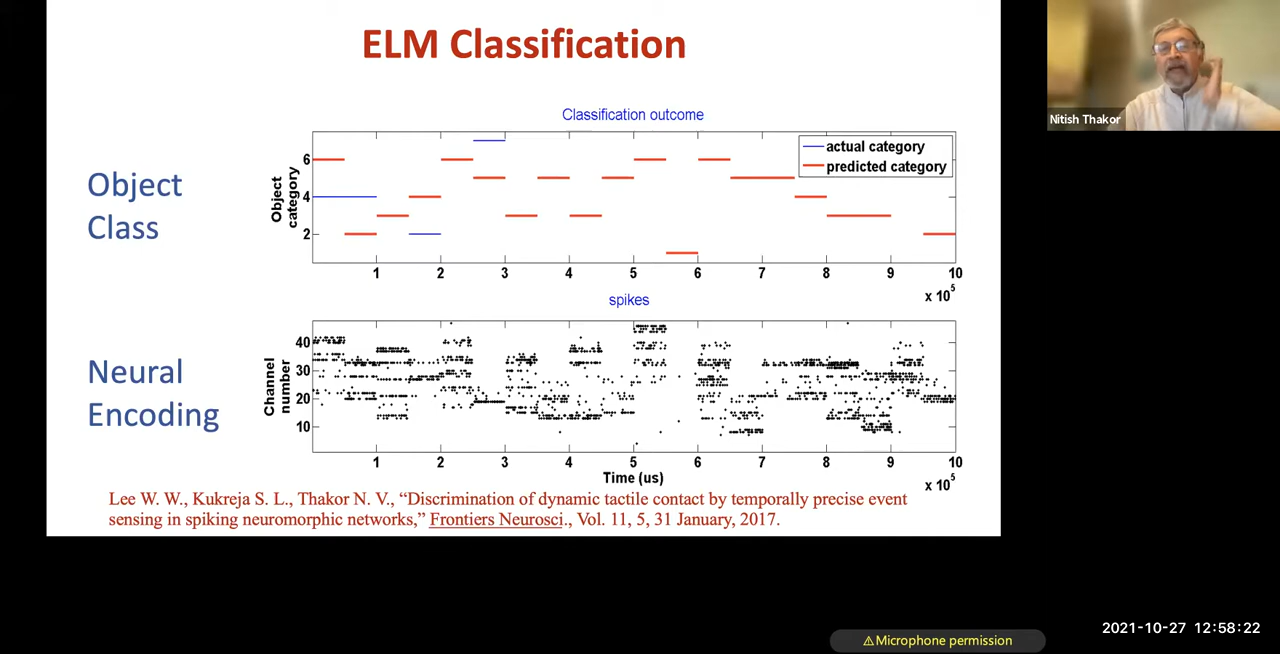 ELM Classification
Nitish Thakor
Classification outcome
actual category
predicted category
Object
Class
Object
category
6
4
2
1 2 3 4 5 6 7 8 9 10
x 10^5
spikes
Neural
Encoding
Channel
number
40
30
20
10
1 2 3 4 5 6 7 8 9 10
Time (us)
x 10^5
Lee W. W., Kukreja S. L., Thakor N. V., “Discrimination of dynamic tactile contact by temporally precise event
sensing in spiking neuromorphic networks,” Frontiers Neurosci., Vol. 11, 5, 31 January, 2017.
2021-10-27 12:58:22
⚠Microphone permission